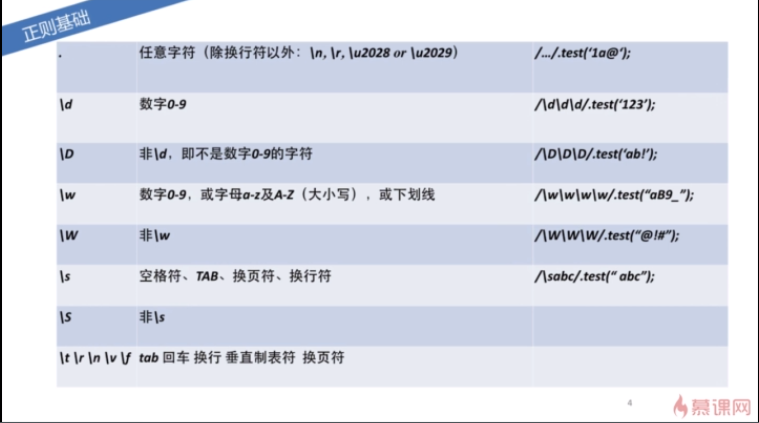 正则基础
. 任意字符（除换行符以外：\n, \r, \u2028 or \u2029） /.../.test(‘1a@‘);
\d 数字0-9 /\d\d\d/.test(‘123’);
\D 非\d，即不是数字0-9的字符 /\D\D\D/.test(‘ab!’);
\w 数字0-9，或字母a-z及A-Z（大小写），或下划线 /\w\w\w\w/.test(“aB9_”);
\W 非\w /\W\W\W/.test(“@!#”);
\s 空格符、TAB、换页符、换行符 /\sabc/.test(“ abc”);
\S 非\s
\t \r \n \v \f tab 回车 换行 垂直制表符 换页符
4
慕课网